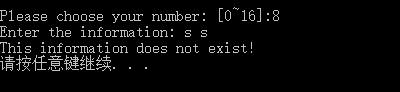 Please choose your number: [0~16]:8
Enter the information: s s
This information does not exist!
请按任意键继续. . .